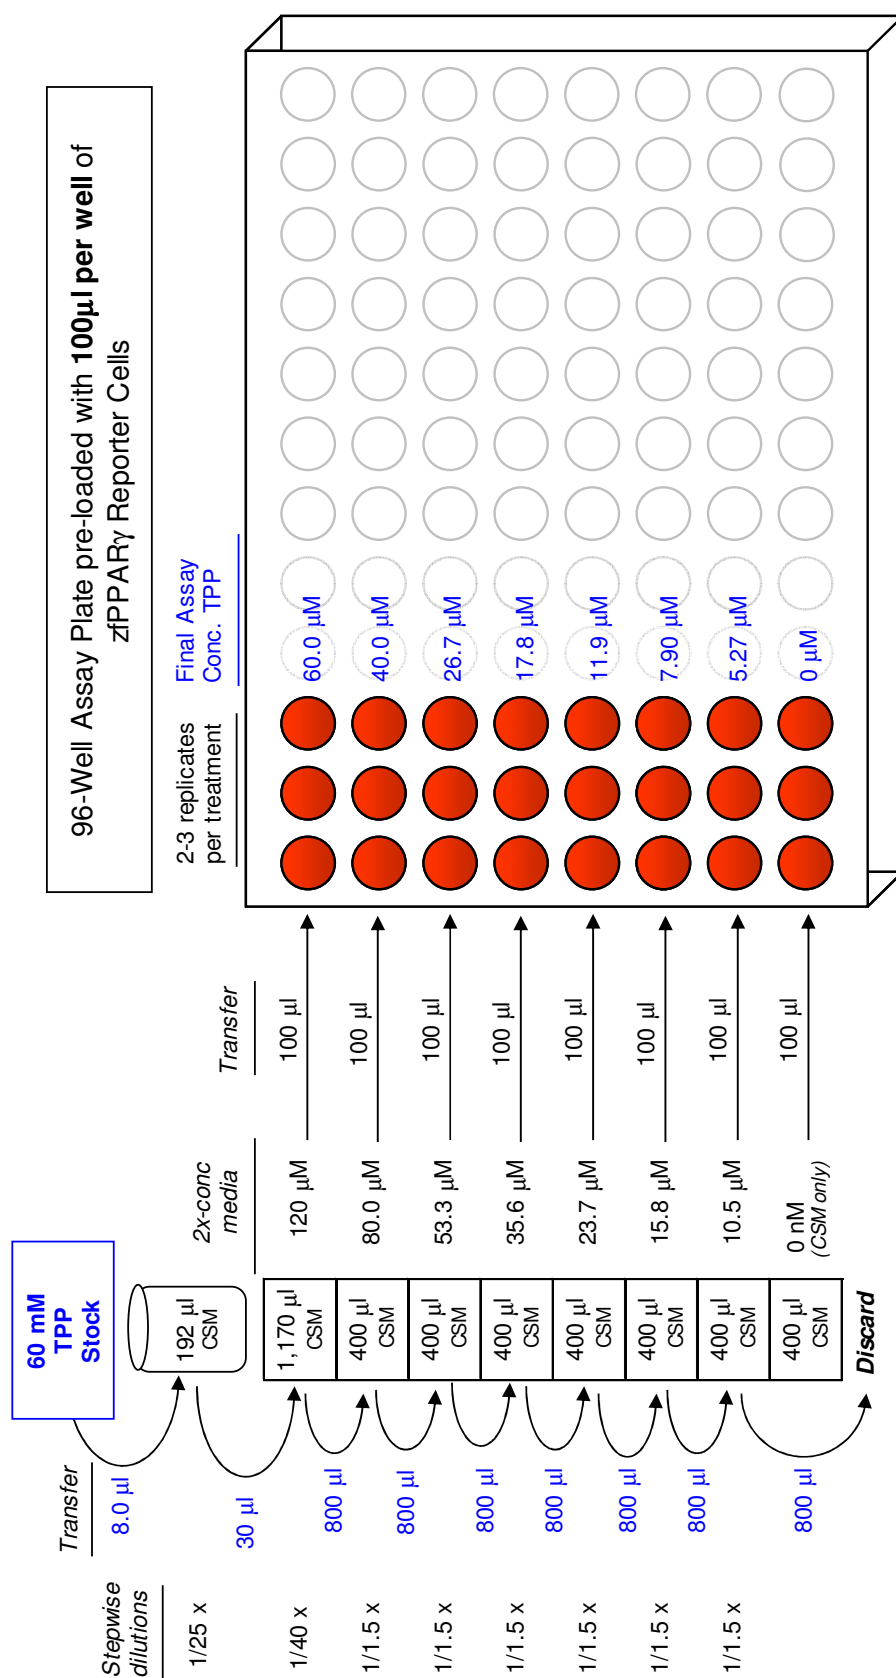 96-Well Assay Plate pre-loaded with 100µl per well of
zfPPARγ Reporter Cells
Stepwise
dilutions
Transfer
60 mM
TPP
Stock
2x-conc
media
Transfer
2-3 replicates
per treatment
Final Assay
Conc. TPP
1/25 x
8.0 µl
192 µl
CSM
1/40 x
30 µl
1,170 µl
CSM
120 µM
100 µl
60.0 µM
1/1.5 x
800 µl
400 µl
CSM
80.0 µM
100 µl
40.0 µM
1/1.5 x
800 µl
400 µl
CSM
53.3 µM
100 µl
26.7 µM
1/1.5 x
800 µl
400 µl
CSM
35.6 µM
100 µl
17.8 µM
1/1.5 x
800 µl
400 µl
CSM
23.7 µM
100 µl
11.9 µM
1/1.5 x
800 µl
400 µl
CSM
15.8 µM
100 µl
7.90 µM
1/1.5 x
800 µl
400 µl
CSM
10.5 µM
100 µl
5.27 µM
800 µl
400 µl
CSM
0 nM
(CSM only)
100 µl
0 µM
Discard